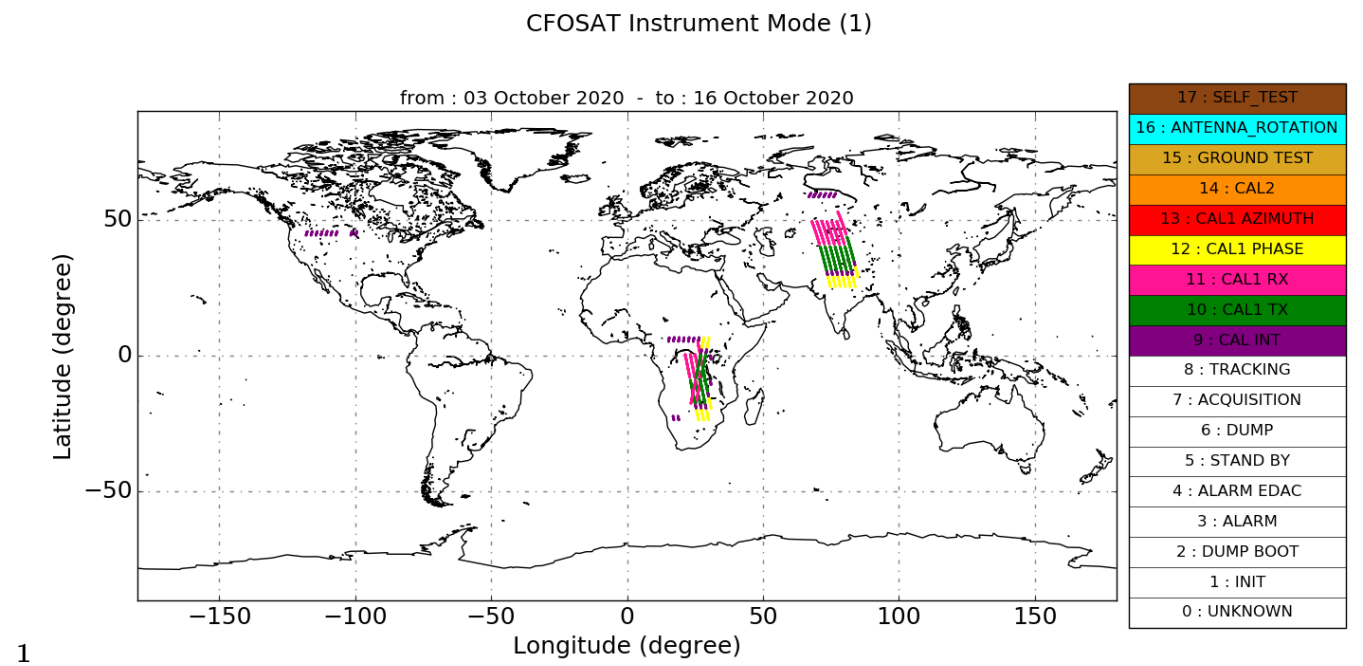 CFOSAT Instrument Mode (1)
from : 03 October 2020 - to : 16 October 2020
17 : SELF_TEST
16 : ANTENNA_ROTATION
15 : GROUND TEST
14 : CAL2
13 : CAL1 AZIMUTH
12 : CAL1 PHASE
11 : CAL1 RX
10 : CAL1 TX
9 : CAL INT
8 : TRACKING
7 : ACQUISITION
6 : DUMP
5 : STAND BY
4 : ALARM EDAC
3 : ALARM
2 : DUMP BOOT
1 : INIT
0 : UNKNOWN
Latitude (degree)
50
0
−50
−150 −100 −50 0 50 100 150
Longitude (degree)
1